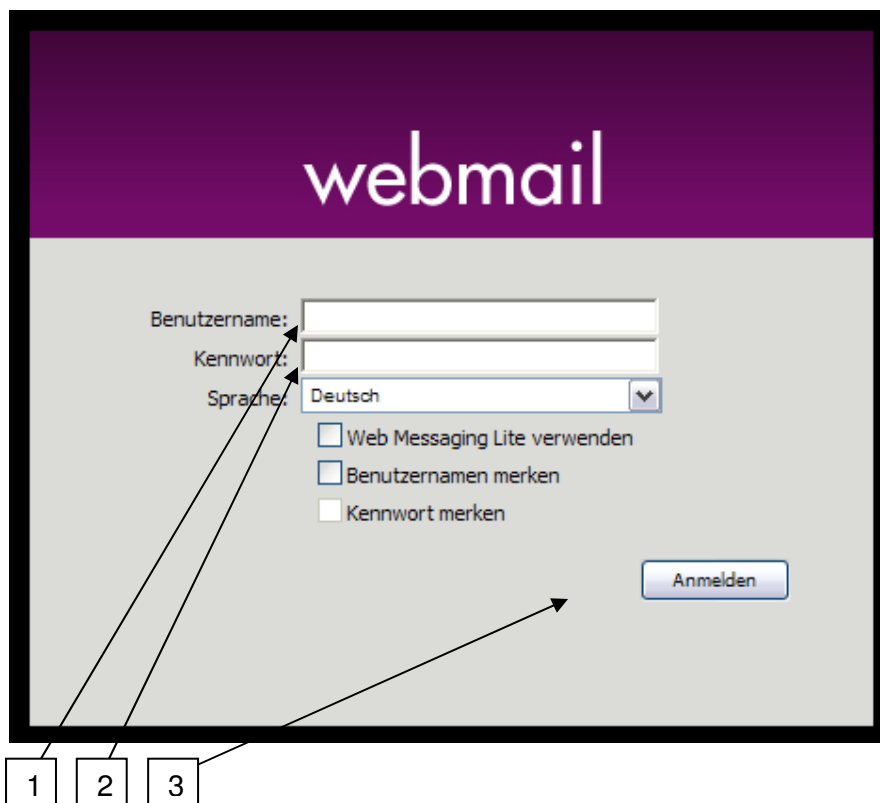 webmail
Benutzername:
Kennwort:
Sprache: Deutsch
Web Messaging Lite verwenden
Benutzernamen merken
Kennwort merken
Anmelden
1 2 3